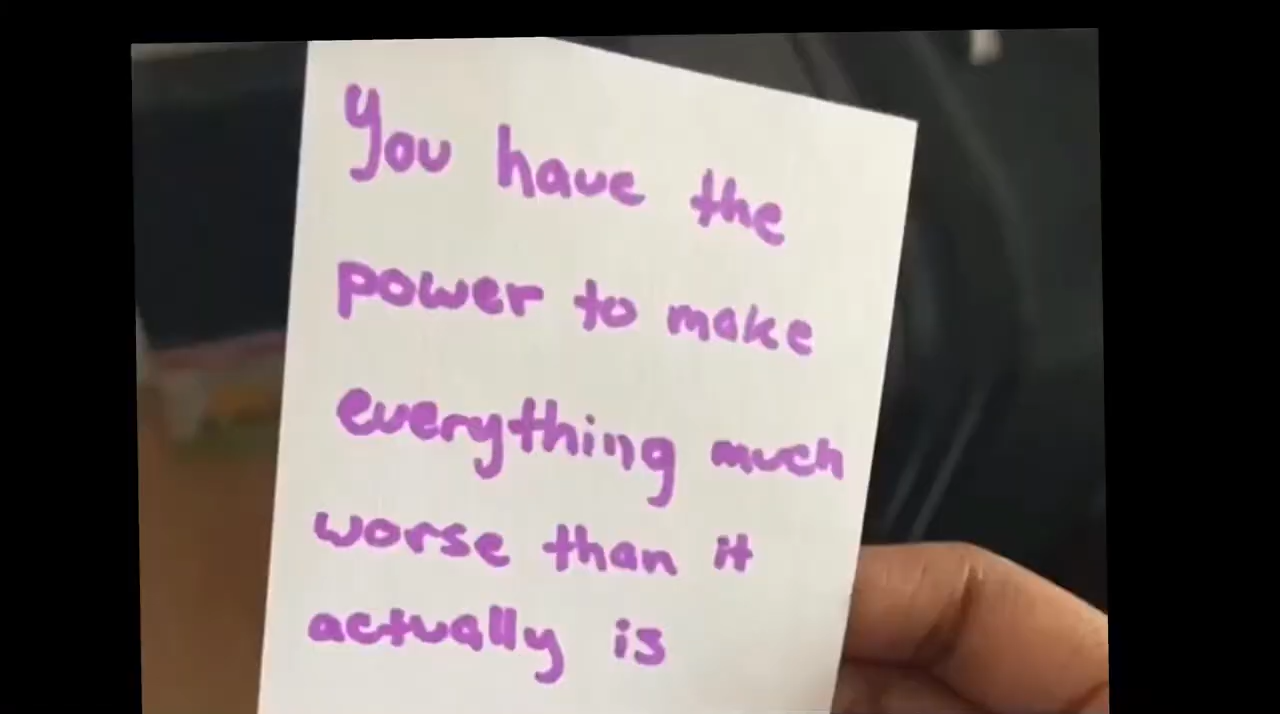 You have the
power to make
everything much
worse than it
actually is